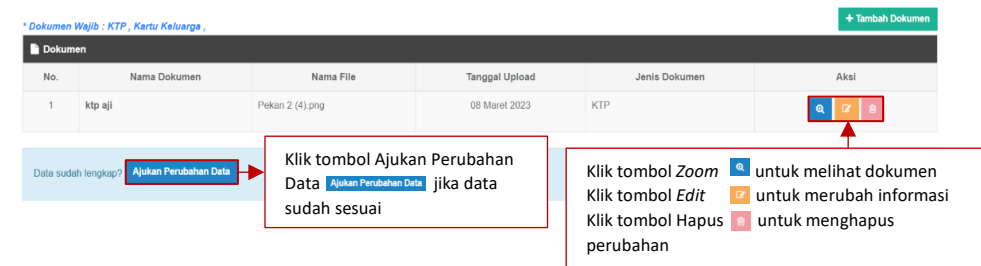 * Dokumen Wajib : KTP , Kartu Keluarga ,
+ Tambah Dokumen
Dokumen
No. Nama Dokumen Nama File Tanggal Upload Jenis Dokumen Aksi
1 ktp aji Pekan 2 (4).png 08 Maret 2023 KTP
Data sudah lengkap? Ajukan Perubahan Data
Klik tombol Ajukan Perubahan
Data Ajukan Perubahan Data jika data
sudah sesuai
Klik tombol Zoom untuk melihat dokumen
Klik tombol Edit untuk merubah informasi
Klik tombol Hapus untuk menghapus
perubahan